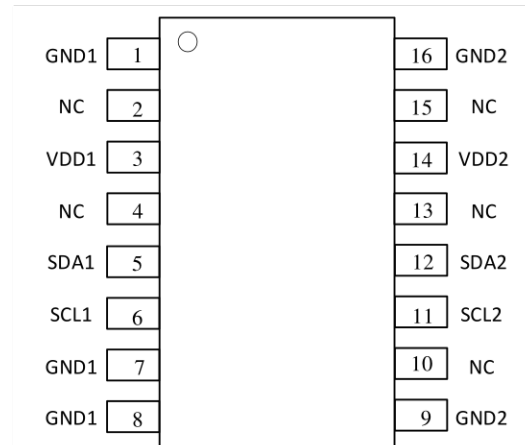 GND1 1 16 GND2
NC 2 15 NC
VDD1 3 14 VDD2
NC 4 13 NC
SDA1 5 12 SDA2
SCL1 6 11 SCL2
GND1 7 10 NC
GND1 8 9 GND2